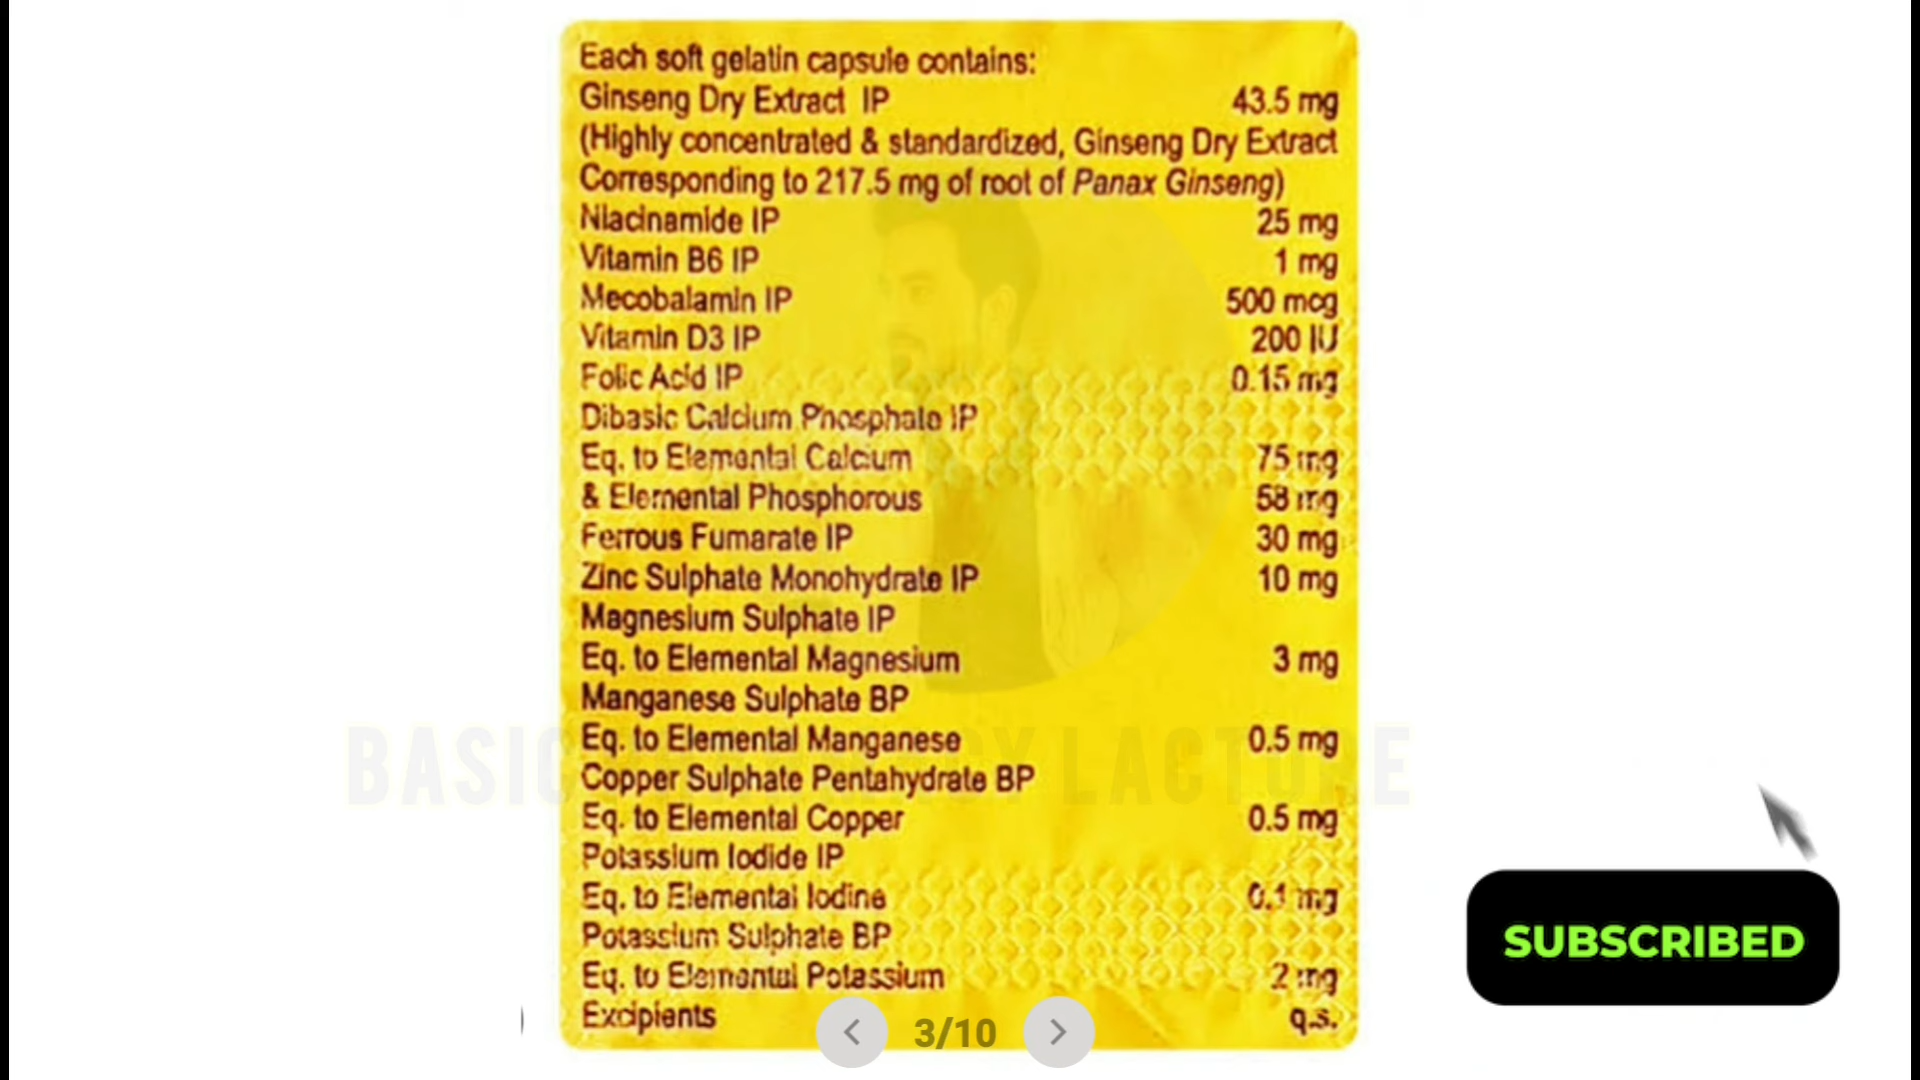 Each soft gelatin capsule contains:
Ginseng Dry Extract IP 43.5 mg
(Highly concentrated & standardized, Ginseng Dry Extract
Corresponding to 217.5 mg of root of Panax Ginseng)
Niacinamide IP 25 mg
Vitamin B6 IP 1 mg
Mecobalamin IP 500 mcg
Vitamin D3 IP 200 IU
Folic Acid IP 0.15 mg
Dibasic Calcium Phosphate IP
Eq. to Elemental Calcium 75 mg
& Elemental Phosphorous 58 mg
Ferrous Fumarate IP 30 mg
Zinc Sulphate Monohydrate IP 10 mg
Magnesium Sulphate IP
Eq. to Elemental Magnesium 3 mg
Manganese Sulphate BP
Eq. to Elemental Manganese 0.5 mg
Copper Sulphate Pentahydrate BP
Eq. to Elemental Copper 0.5 mg
Potassium Iodide IP
Eq. to Elemental Iodine 0.1 mg
Potassium Sulphate BP
Eq. to Elemental Potassium 2 mg
Excipients q.s.
BASIC LACTURE
SUBSCRIBED
3/10